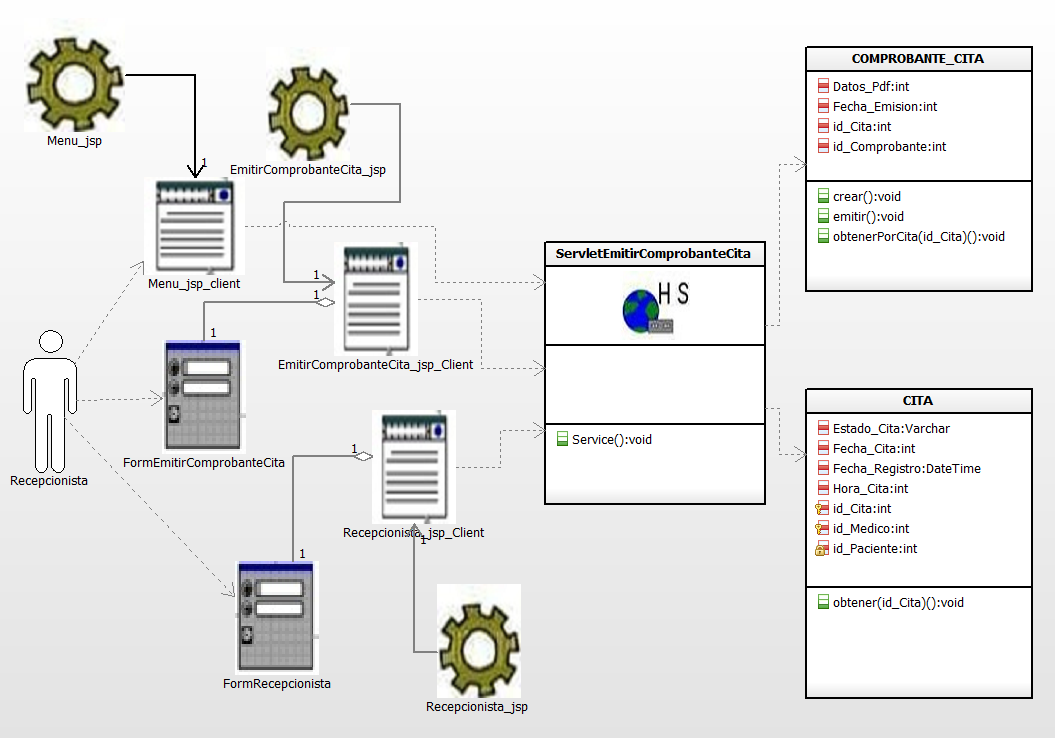 Menu_jsp
1
EmitirComprobanteCita_jsp
Menu_jsp_client
1
1
1
EmitirComprobanteCita_jsp_Client
FormEmitirComprobanteCita
Recepcionista
1
1
Recepcionista_jsp_Client
1
FormRecepcionista
Recepcionista_jsp
ServletEmitirComprobanteCita
H S
Service():void
COMPROBANTE_CITA
Datos_Pdf:int
Fecha_Emision:int
id_Cita:int
id_Comprobante:int
crear():void
emitir():void
obtenerPorCita(id_Cita)():void
CITA
Estado_Cita:Varchar
Fecha_Cita:int
Fecha_Registro:DateTime
Hora_Cita:int
id_Cita:int
id_Medico:int
id_Paciente:int
obtener(id_Cita)():void